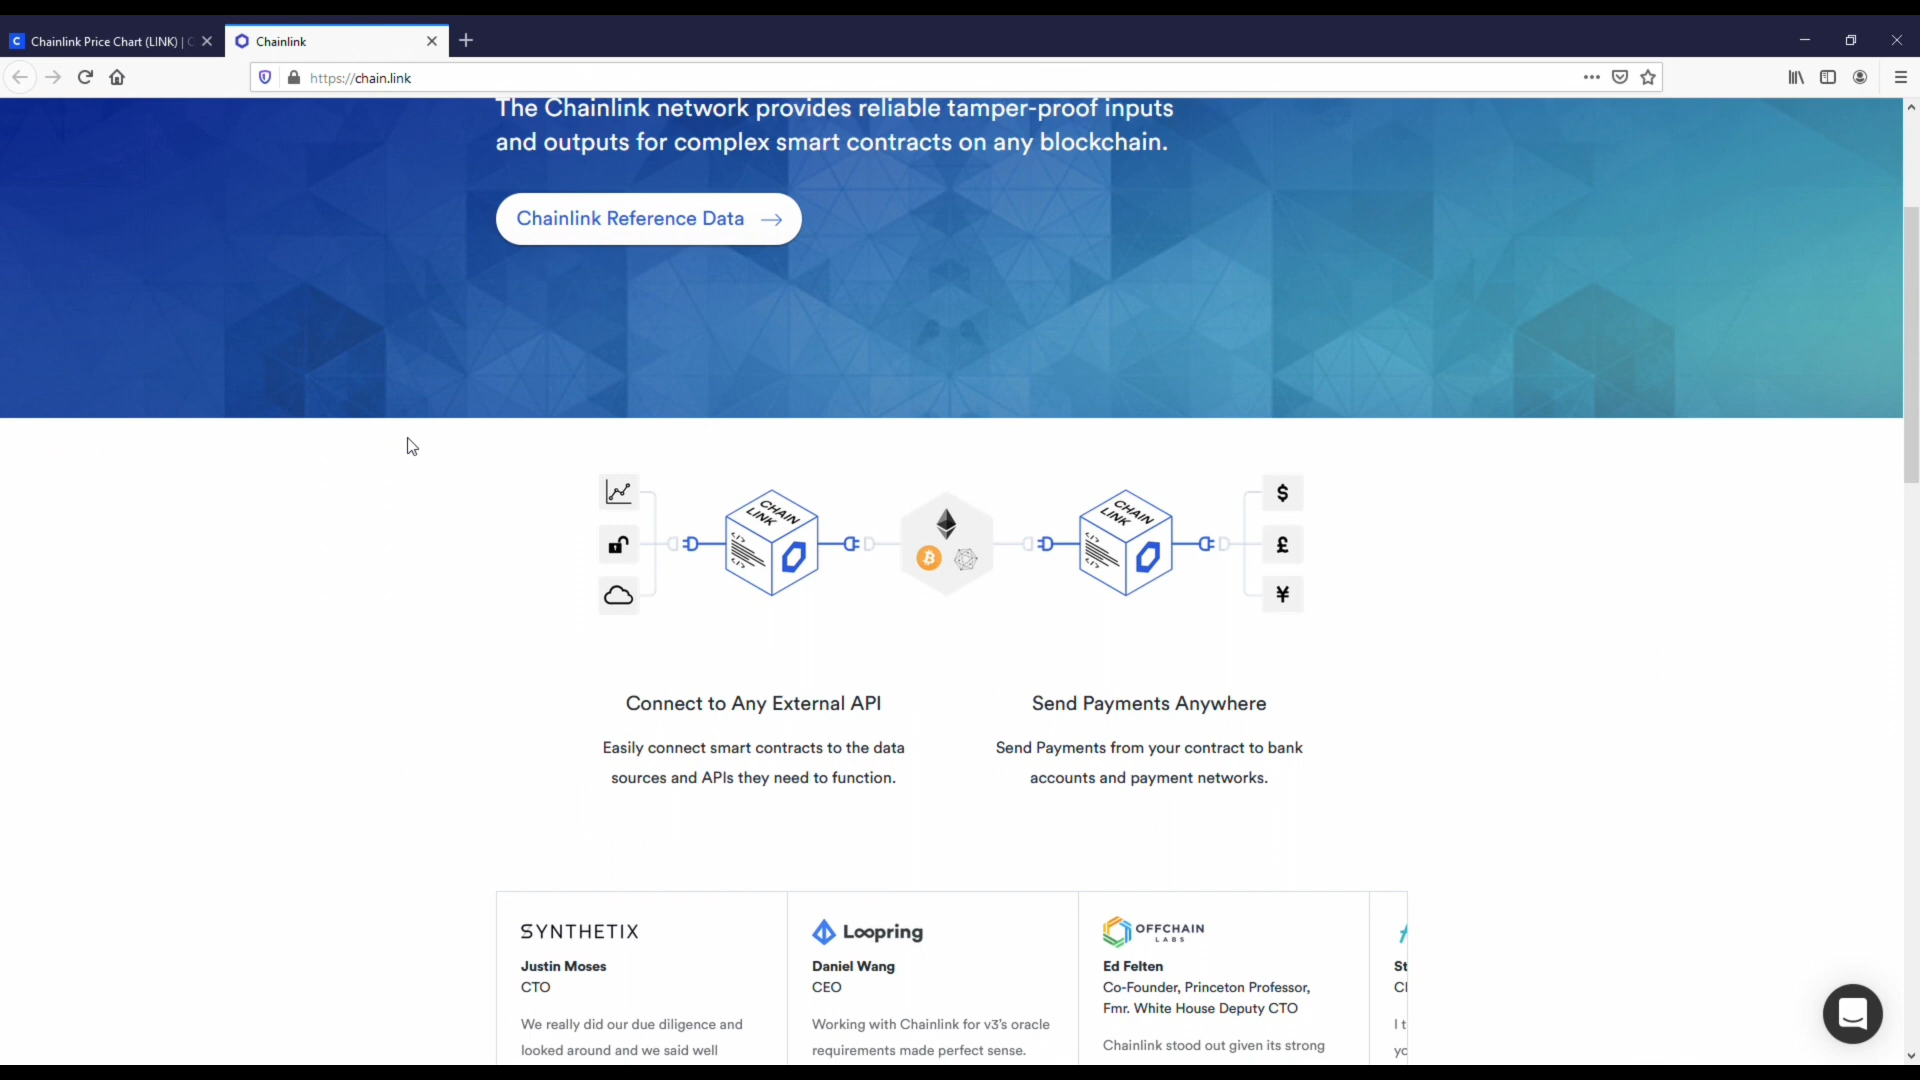 Chainlink Price Chart (LINK) | C
Chainlink
https://chain.link
The Chainlink network provides reliable tamper-proof inputs
and outputs for complex smart contracts on any blockchain.
Chainlink Reference Data
CHAIN
LINK
CHAIN
LINK
$
£
¥
Connect to Any External API
Easily connect smart contracts to the data
sources and APIs they need to function.
Send Payments Anywhere
Send Payments from your contract to bank
accounts and payment networks.
SYNTHETIX
Justin Moses
CTO
We really did our due diligence and
looked around and we said well
Loopring
Daniel Wang
CEO
Working with Chainlink for v3's oracle
requirements made perfect sense.
OFFCHAIN
LABS
Ed Felten
Co-Founder, Princeton Professor,
Fmr. White House Deputy CTO
Chainlink stood out given its strong
St
I t